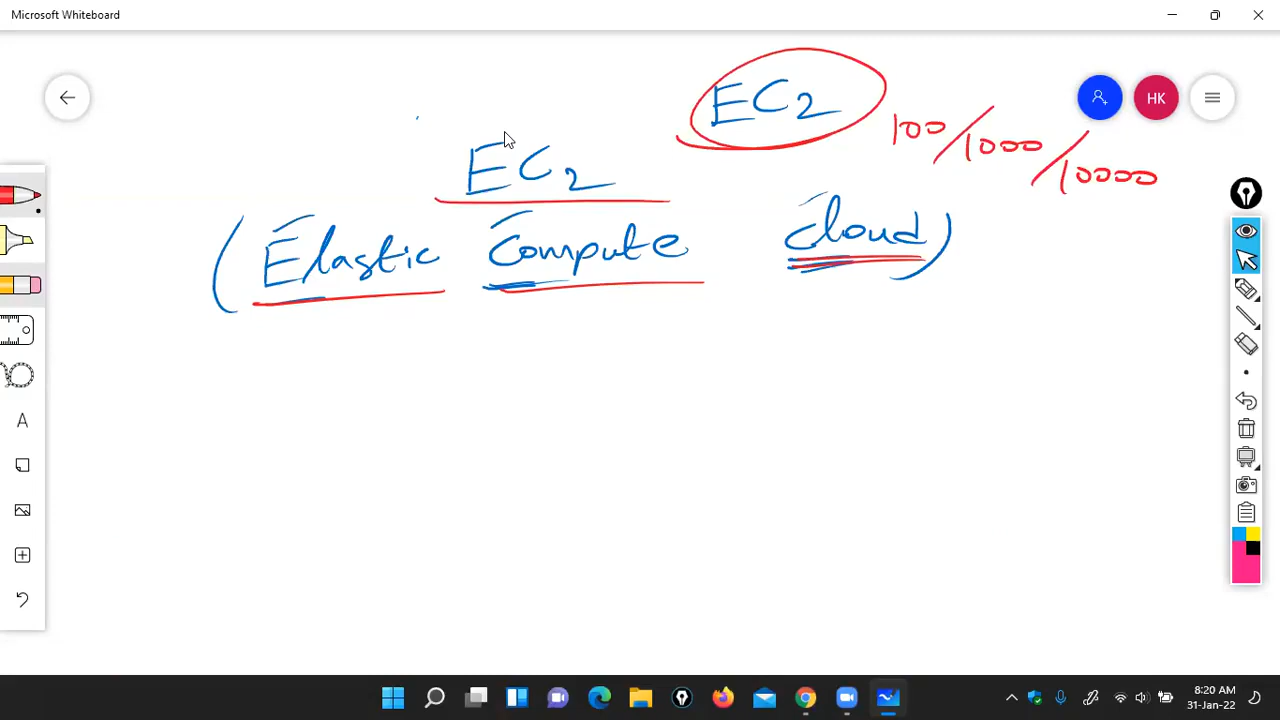 Microsoft Whiteboard
EC2
HK
100/1000/10000
EC2
(Elastic Compute Cloud)
A
8:20 AM
31-Jan-22